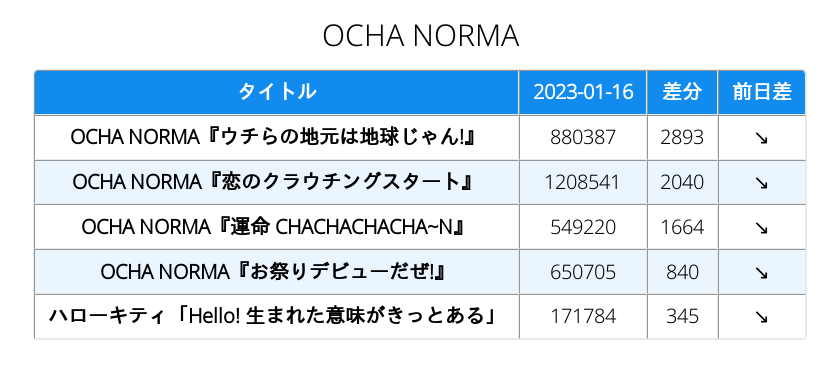 OCHA NORMA
タイトル 2023-01-16 差分 前日差
OCHA NORMA『ウチらの地元は地球じゃん!』 880387 2893 ↘
OCHA NORMA『恋のクラウチングスタート』 1208541 2040 ↘
OCHA NORMA『運命 CHACHACHACHA~N』 549220 1664 ↘
OCHA NORMA『お祭りデビューだぜ!』 650705 840 ↘
ハローキティ「Hello! 生まれた意味がきっとある」 171784 345 ↘